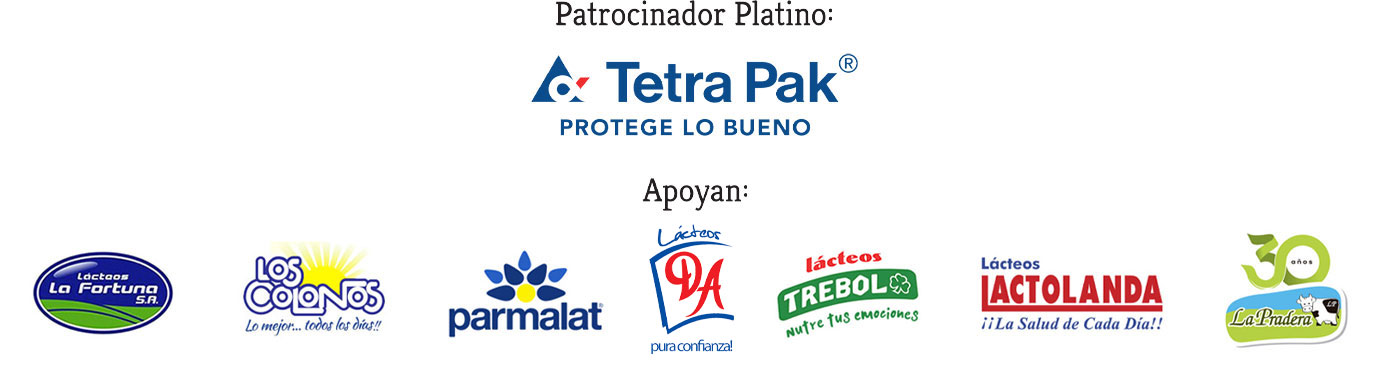 Patrocinador Platino:
Tetra Pak®
PROTEGE LO BUENO
Apoyan:
Lácteos
La Fortuna
S.A.
LOS
COLONOS
Lo mejor... todos los días!!
parmalat®
Lácteos
DA
pura confianza!
lácteos
TREBOL
Nutre tus emociones
Lácteos
LACTOLANDA
¡¡La Salud de Cada Día!!
30
años
LP
La Pradera